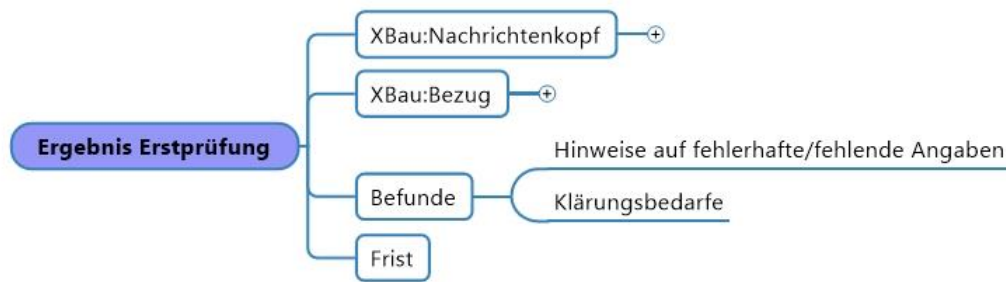 XBau:Nachrichtenkopf
XBau:Bezug
Ergebnis Erstprüfung
Hinweise auf fehlerhafte/fehlende Angaben
Befunde
Klärungsbedarfe
Frist